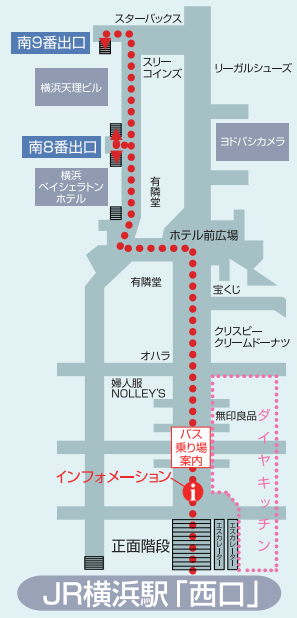 スターバックス
南9番出口
スリー
コインズ
リーガルシューズ
横浜天理ビル
ヨドバシカメラ
南8番出口
横浜
ベイシェラトン
ホテル
有隣堂
ホテル前広場
有隣堂
宝くじ
クリスピー
クリームドーナツ
オハラ
婦人服
NOLLEY'S
無印良品
ダイヤキッチン
バス
乗り場
案内
インフォメーション
i
正面階段
エスカレーター
エスカレーター
JR横浜駅「西口」